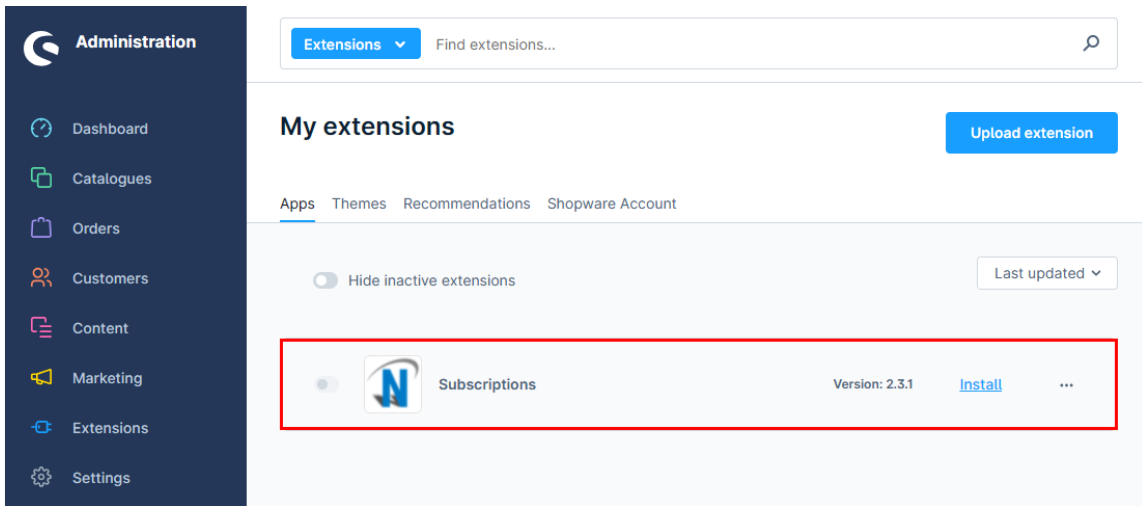 Administration
Dashboard
Catalogues
Orders
Customers
Content
Marketing
Extensions
Settings
Extensions Find extensions...
My extensions
Upload extension
Apps Themes Recommendations Shopware Account
Hide inactive extensions
Last updated
N Subscriptions Version: 2.3.1 Install ...